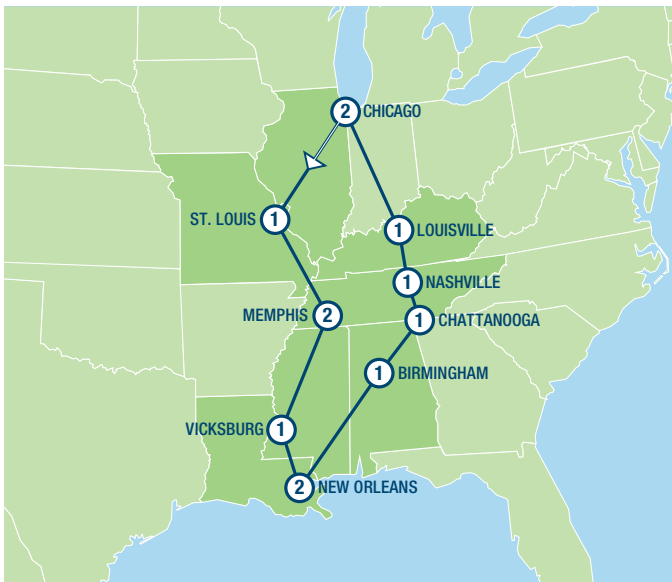 2 CHICAGO
ST. LOUIS 1
1 LOUISVILLE
1 NASHVILLE
MEMPHIS 2
1 CHATTANOOGA
1 BIRMINGHAM
VICKSBURG 1
2 NEW ORLEANS